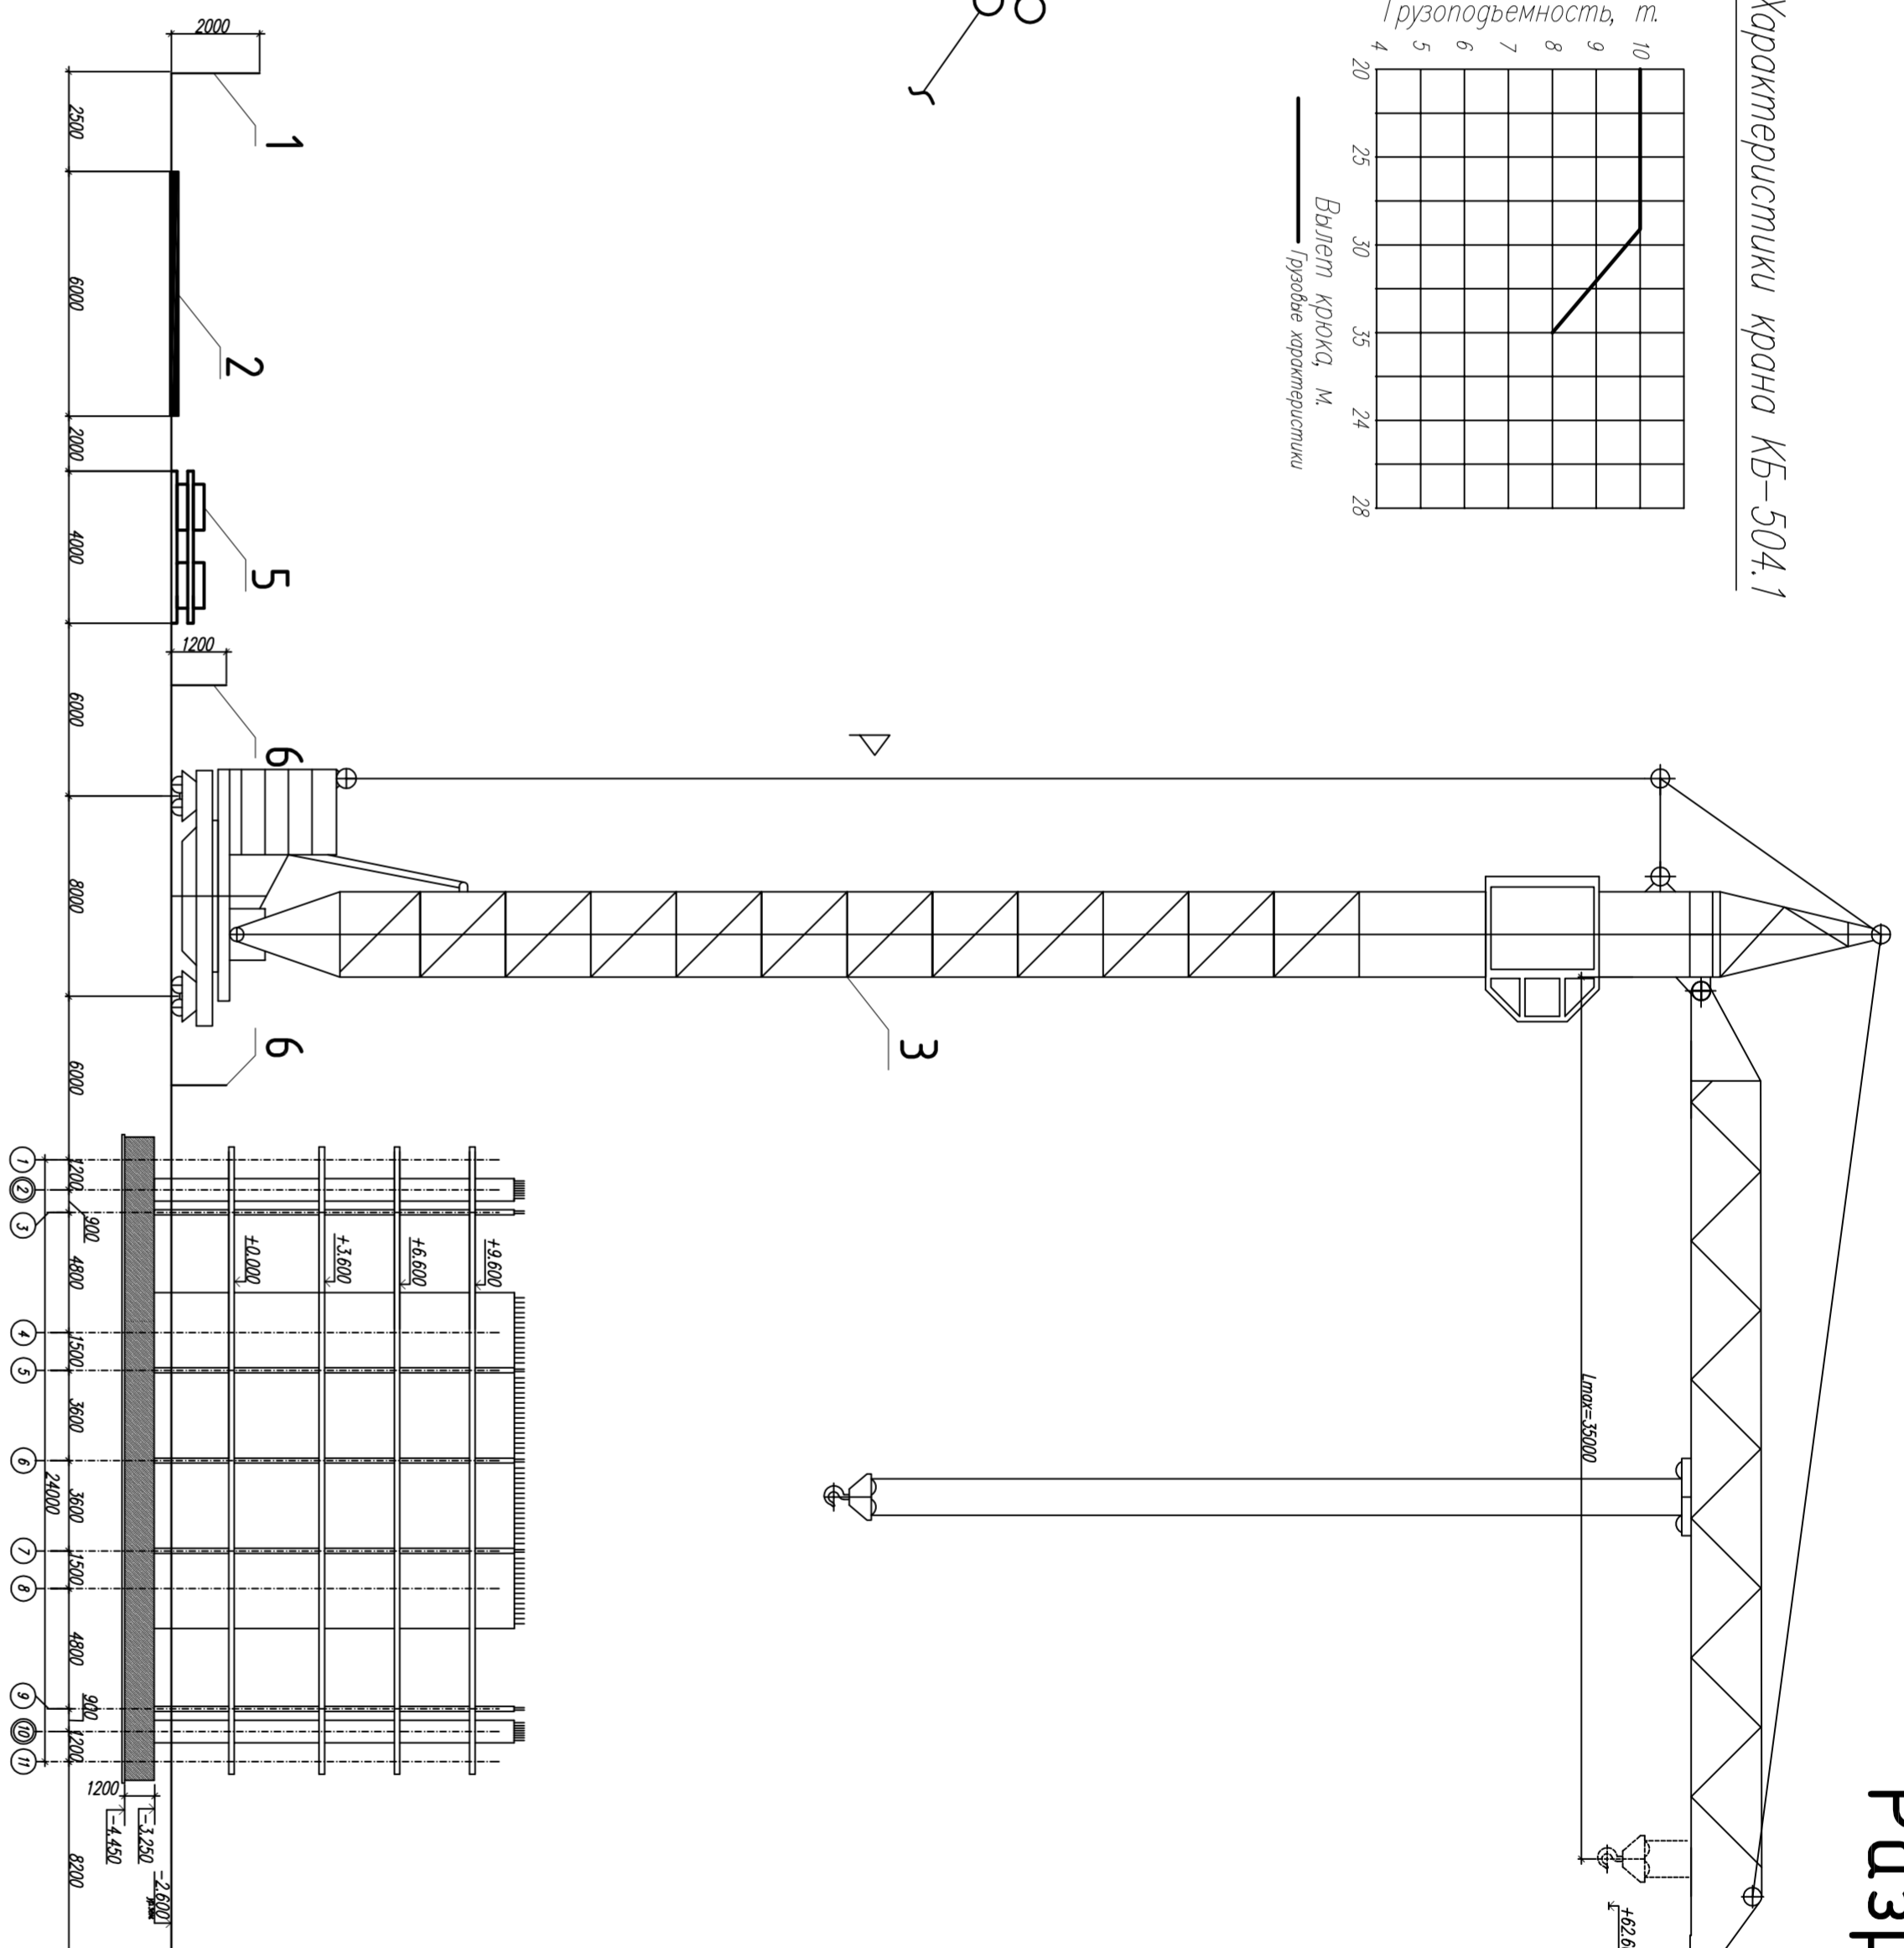 Разр
Характеристики крана КБ-504.1
Грузоподъемность, т.
10
9
8
7
6
5
4
20 25 30 35 24 28
Вылет крюка, м.
Грузовые характеристики
Lmax=35000
3
1
2
5
6
6
2000
1200
+9.600
+6.600
+3.600
+0.000
1200
-3.250
-4.450
-2.600
2500 6000 2000 4000 6000 8000 6000 1200 900 4800 1500 3600 3600 1500 4800 900 1200 8200
24000
1 2 3 4 5 6 7 8 9 10 11